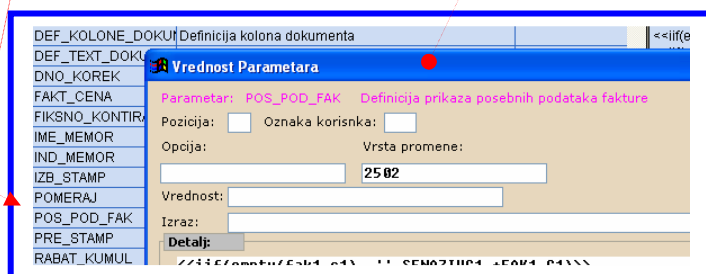 DEF_KOLONE_DOKU Definicija kolona dokumenta <<iif(e
DEF_TEXT_DOKU
DNO_KOREK
FAKT_CENA
FIKSNO_KONTIRA
IME_MEMOR
IND_MEMOR
IZB_STAMP
POMERAJ
POS_POD_FAK
PRE_STAMP
RABAT_KUMUL
Vrednost Parametara
Parametar: POS_POD_FAK Definicija prikaza posebnih podataka fakture
Pozicija: Oznaka korisnka:
Opcija: Vrsta promene:
2502
Vrednost:
Izraz:
Detalj: